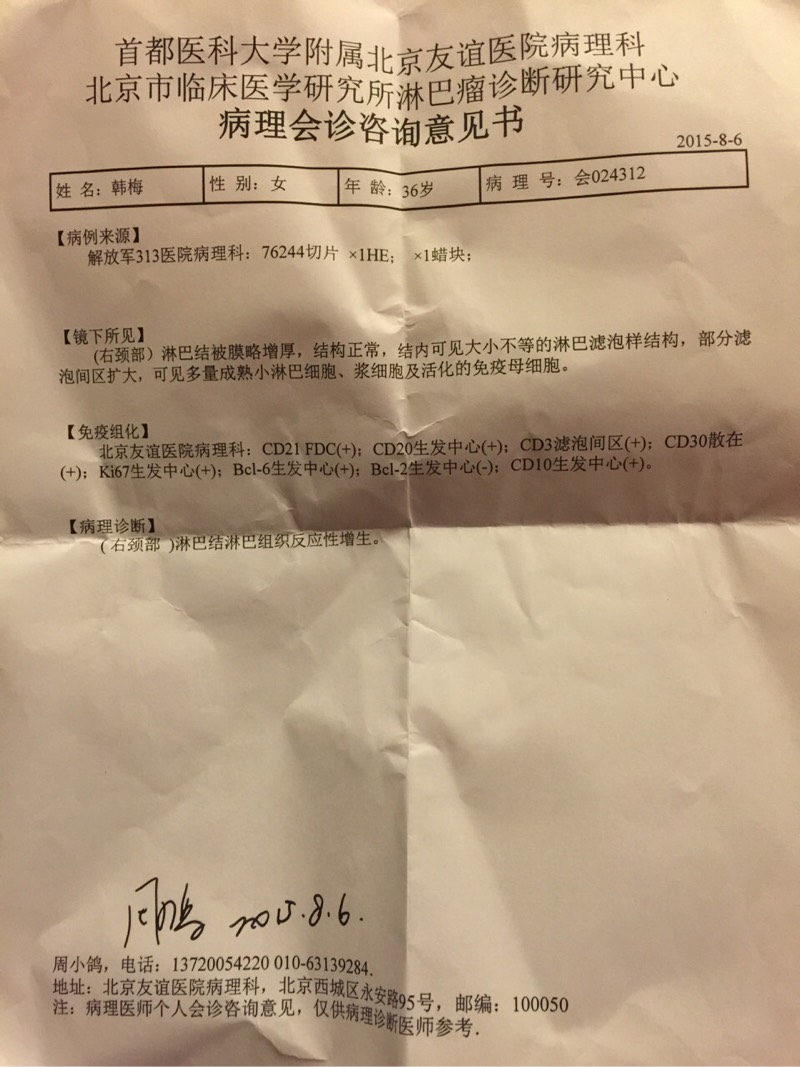 首都医科大学附属北京友谊医院病理科
北京市临床医学研究所淋巴瘤诊断研究中心
病理会诊咨询意见书
2015-8-6
姓 名：韩梅 性 别：女 年 龄：36岁 病 理 号：会024312
【病例来源】
解放军313医院病理科：76244切片 ×1HE； ×1蜡块；
【镜下所见】
(右颈部）淋巴结被膜略增厚，结构正常，结内可见大小不等的淋巴滤泡样结构，部分滤
泡间区扩大，可见多量成熟小淋巴细胞、浆细胞及活化的免疫母细胞。
【免疫组化】
北京友谊医院病理科：CD21 FDC(+)；CD20生发中心(+)；CD3滤泡间区(+)；CD30散在
(+)；Ki67生发中心(+)；Bcl-6生发中心(+)；Bcl-2生发中心(-)；CD10生发中心(+)。
【病理诊断】
( 右颈部 )淋巴结淋巴组织反应性增生。
2015.8.6.
周小鸽，电话：13720054220 010-63139284.
地址：北京友谊医院病理科，北京西城区永安路95号，邮编：100050
注：病理医师个人会诊咨询意见，仅供病理诊断医师参考.